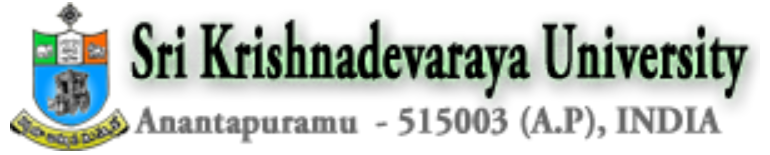 Sri Krishnadevaraya University
Anantapuramu - 515003 (A.P), INDIA